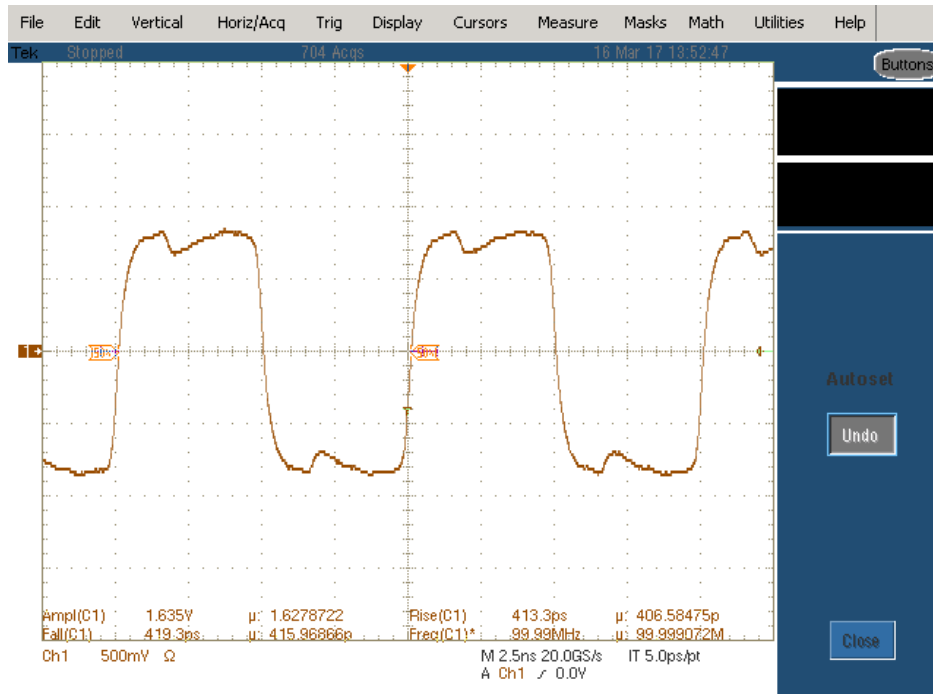 File Edit Vertical Horiz/Acq Trig Display Cursors Measure Masks Math Utilities Help
Tek Stopped 704 Acqs 16 Mar 17 13:52:47
Buttons
1
50%
Autoset
Undo
Ampl(C1) 1.635V µ: 1.6278722 Rise(C1) 413.3ps µ: 406.58475p
Fall(C1) 419.3ps µ: 415.96866p Freq(C1)* 99.99MHz µ: 99.999072M
Close
Ch1 500mV Ω M 2.5ns 20.0GS/s IT 5.0ps/pt
A Ch1 / 0.0V